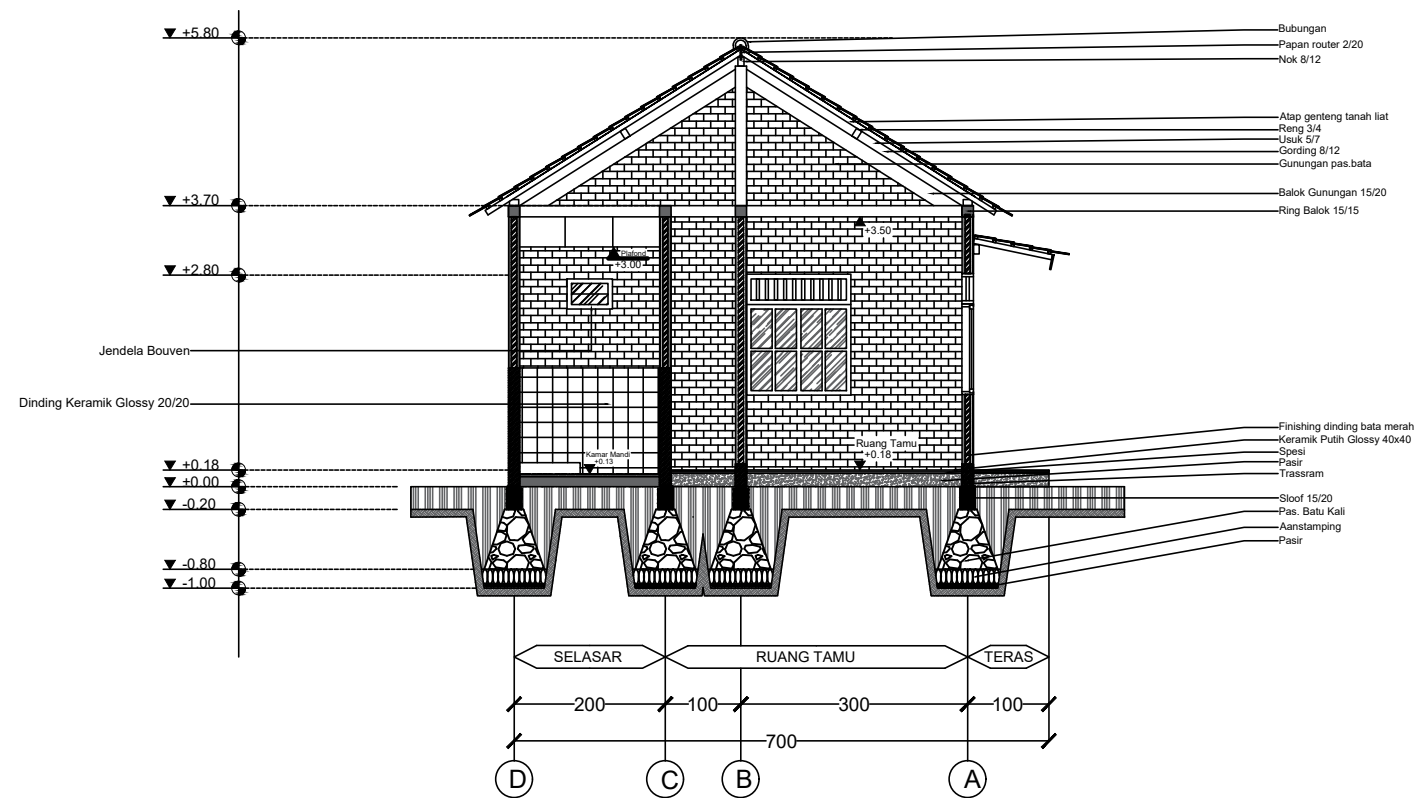 +5.80
+3.70
+2.80
Jendela Bouven
Dinding Keramik Glossy 20/20
+0.18
+0.00
-0.20
-0.80
-1.00
Plafond
+3.00
+3.50
Kamar Mandi
+0.13
Ruang Tamu
+0.18
Bubungan
Papan router 2/20
Nok 8/12
Atap genteng tanah liat
Reng 3/4
Usuk 5/7
Gording 8/12
Gunungan pas.bata
Balok Gunungan 15/20
Ring Balok 15/15
Finishing dinding bata merah
Keramik Putih Glossy 40x40
Spesi
Pasir
Trassram
Sloof 15/20
Pas. Batu Kali
Aanstamping
Pasir
SELASAR RUANG TAMU TERAS
200 100 300 100
700
D C B A